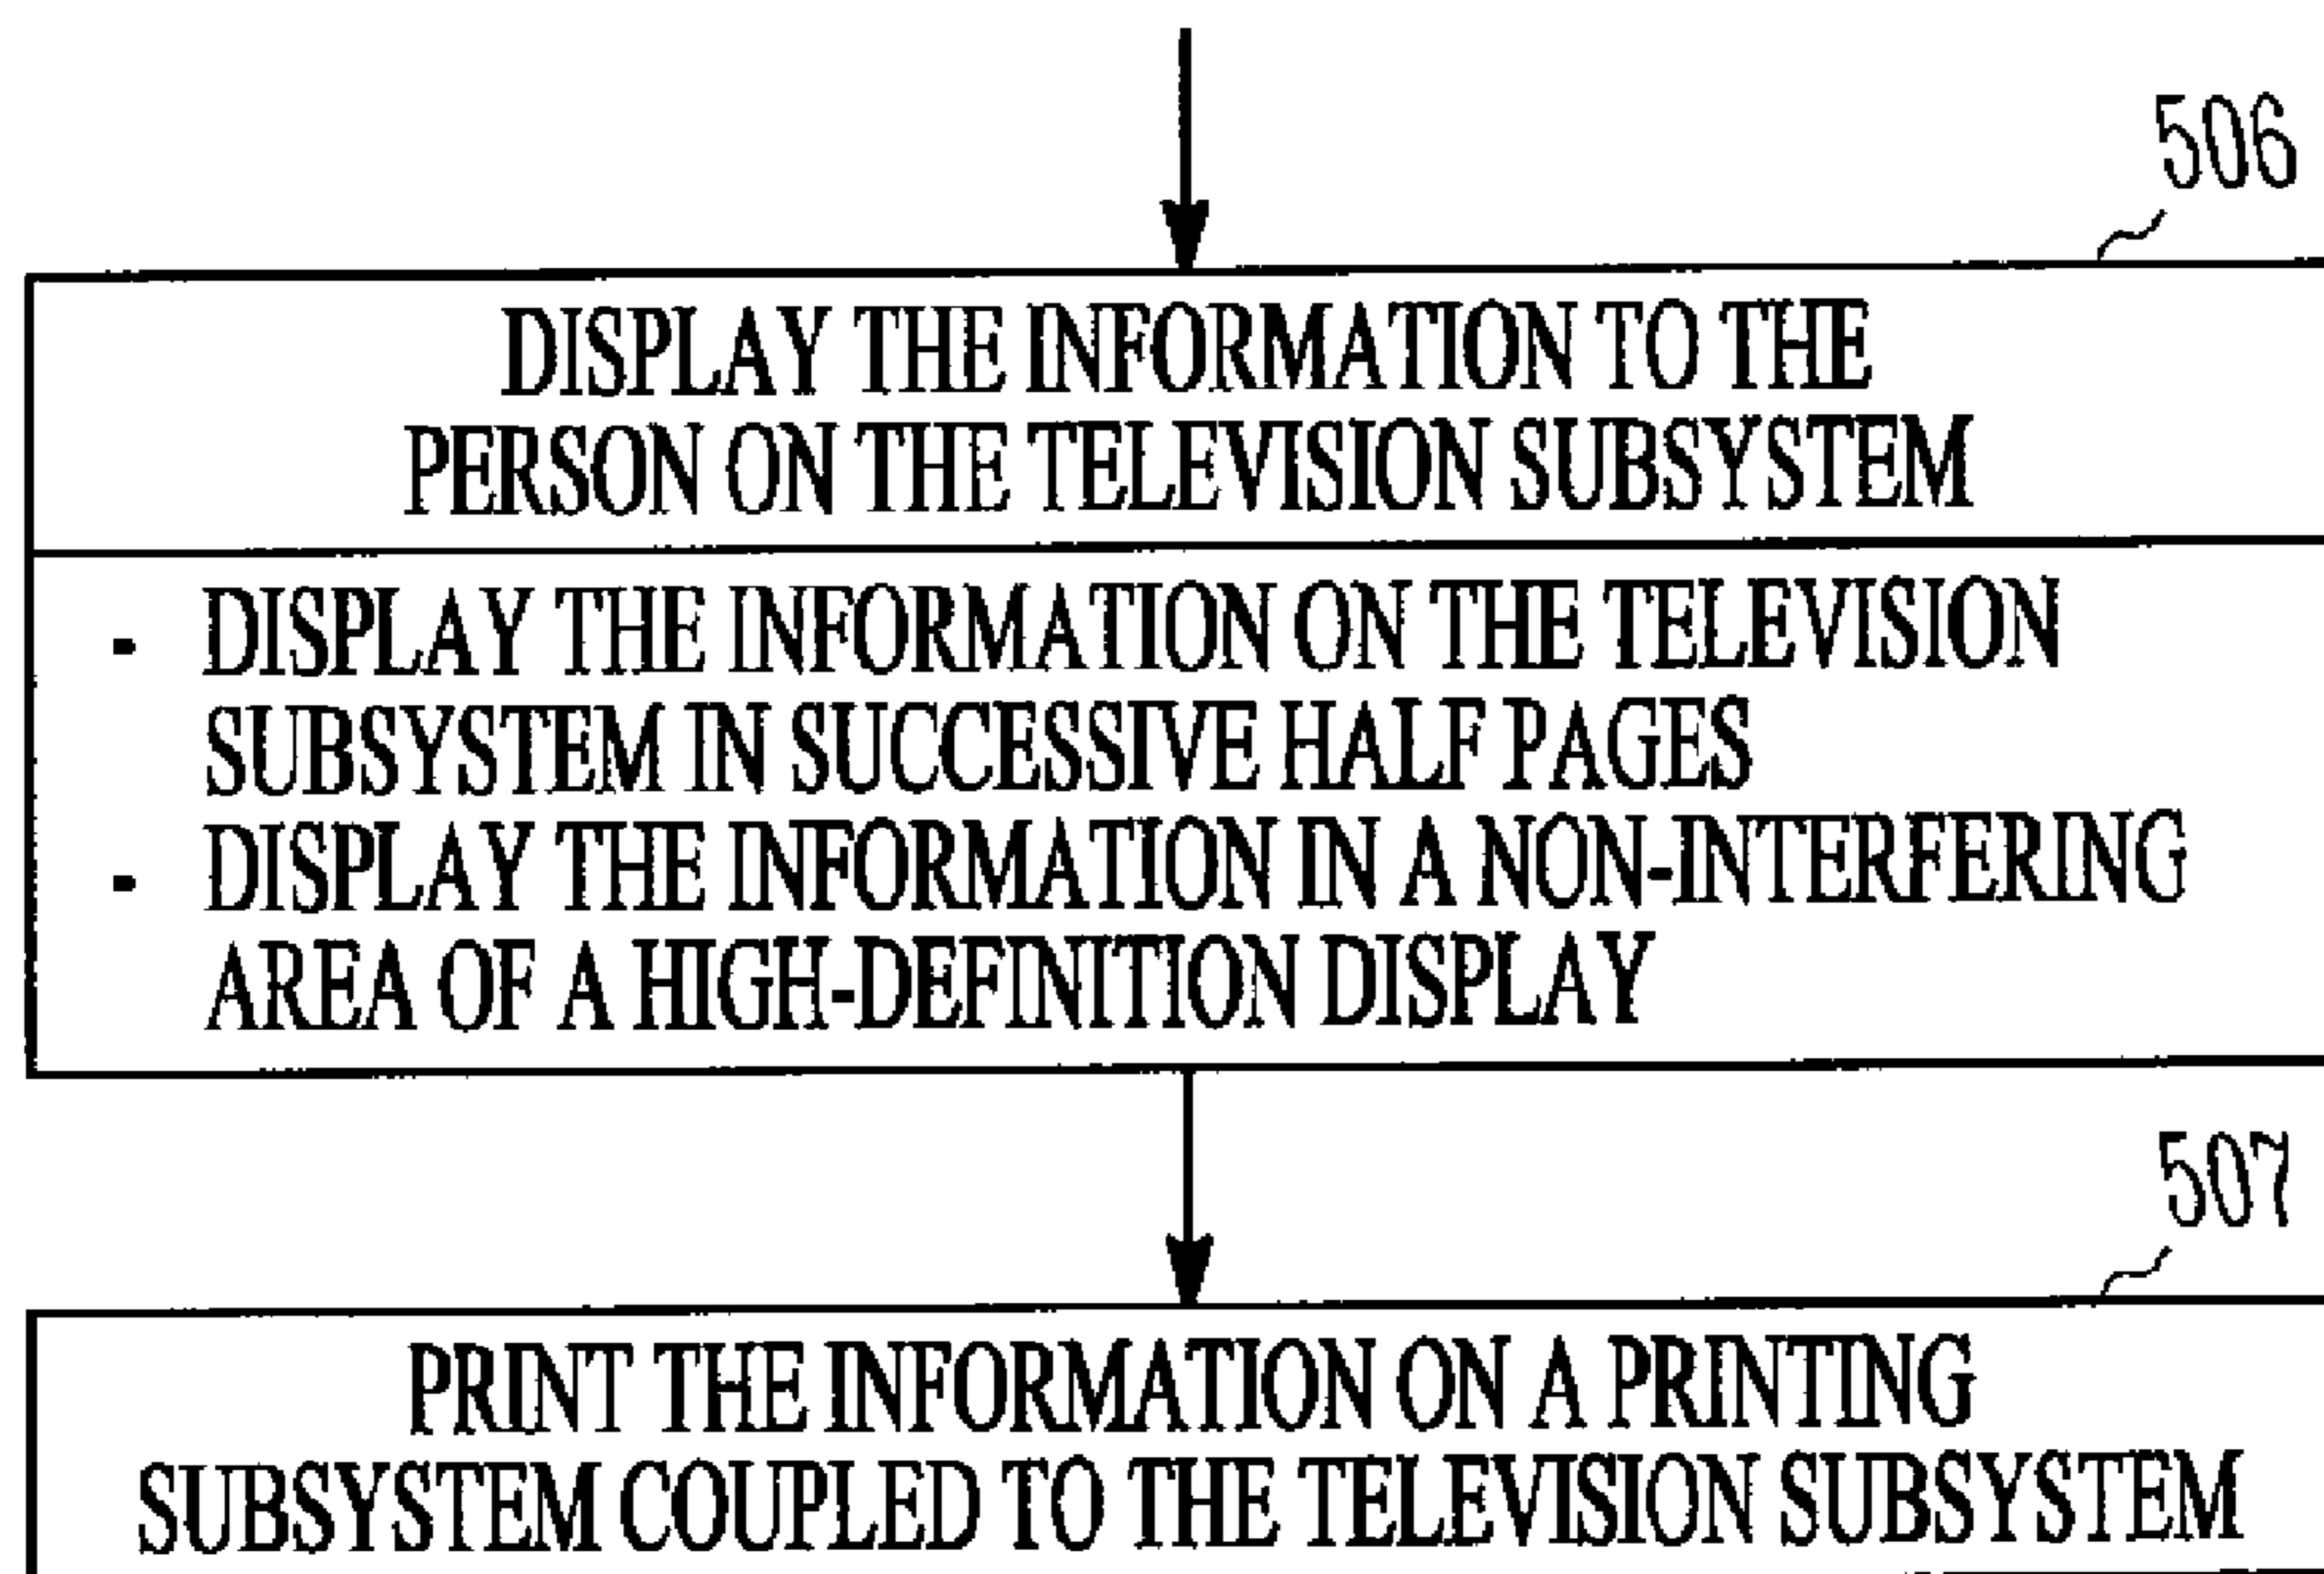 506
DISPLAY THE INFORMATION TO THE
PERSON ON THE TELEVISION SUBSYSTEM
- DISPLAY THE INFORMATION ON THE TELEVISION
SUBSYSTEM IN SUCCESSIVE HALF PAGES
- DISPLAY THE INFORMATION IN A NON-INTERFERING
AREA OF A HIGH-DEFINITION DISPLAY
507
PRINT THE INFORMATION ON A PRINTING
SUBSYSTEM COUPLED TO THE TELEVISION SUBSYSTEM